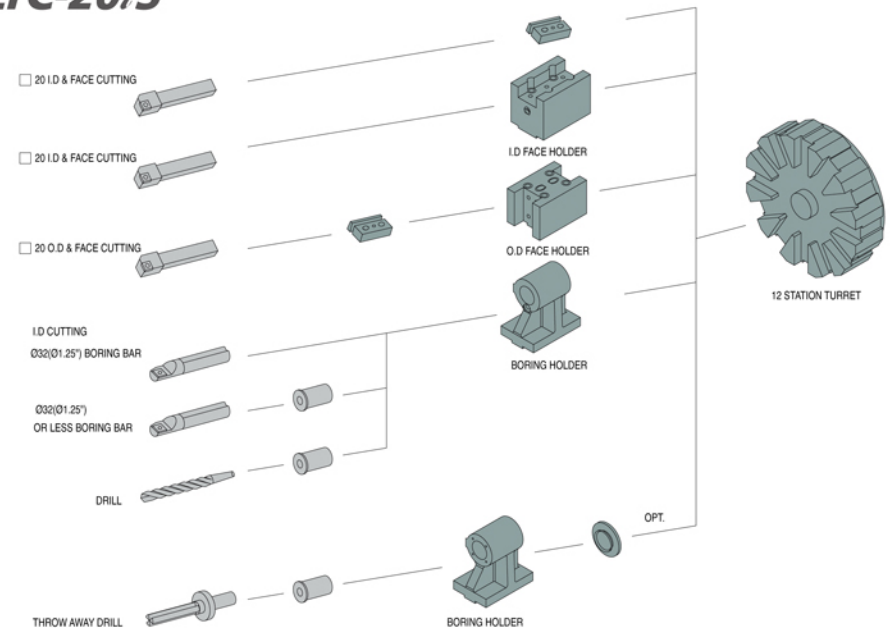 □ 20 I.D & FACE CUTTING
□ 20 I.D & FACE CUTTING
I.D FACE HOLDER
□ 20 O.D & FACE CUTTING
O.D FACE HOLDER
12 STATION TURRET
I.D CUTTING
Ø32(Ø1.25") BORING BAR
BORING HOLDER
Ø32(Ø1.25")
OR LESS BORING BAR
DRILL
OPT.
THROW AWAY DRILL
BORING HOLDER